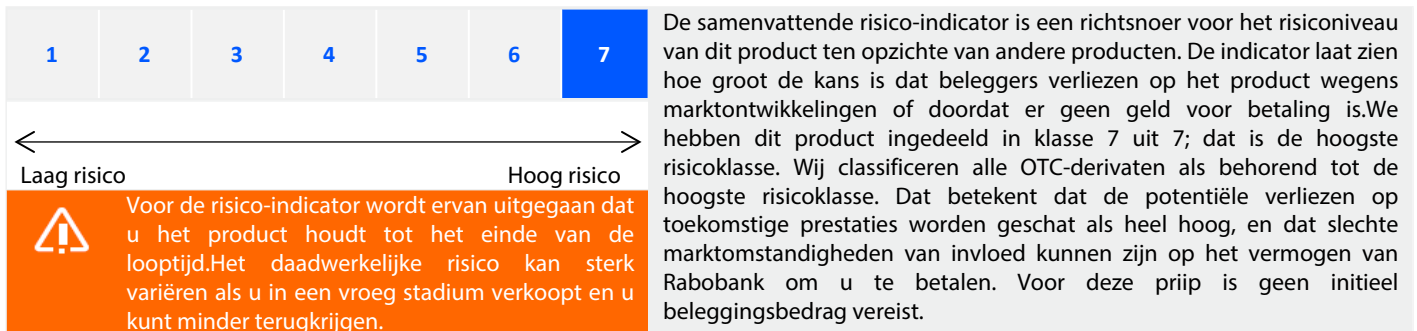 1 2 3 4 5 6 7
Laag risico Hoog risico
Voor de risico-indicator wordt ervan uitgegaan dat
u het product houdt tot het einde van de
looptijd.Het daadwerkelijke risico kan sterk
variëren als u in een vroeg stadium verkoopt en u
kunt minder terugkrijgen.
De samenvattende risico-indicator is een richtsnoer voor het risiconiveau
van dit product ten opzichte van andere producten. De indicator laat zien
hoe groot de kans is dat beleggers verliezen op het product wegens
marktontwikkelingen of doordat er geen geld voor betaling is.We
hebben dit product ingedeeld in klasse 7 uit 7; dat is de hoogste
risicoklasse. Wij classificeren alle OTC-derivaten als behorend tot de
hoogste risicoklasse. Dat betekent dat de potentiële verliezen op
toekomstige prestaties worden geschat als heel hoog, en dat slechte
marktomstandigheden van invloed kunnen zijn op het vermogen van
Rabobank om u te betalen. Voor deze priip is geen initieel
beleggingsbedrag vereist.